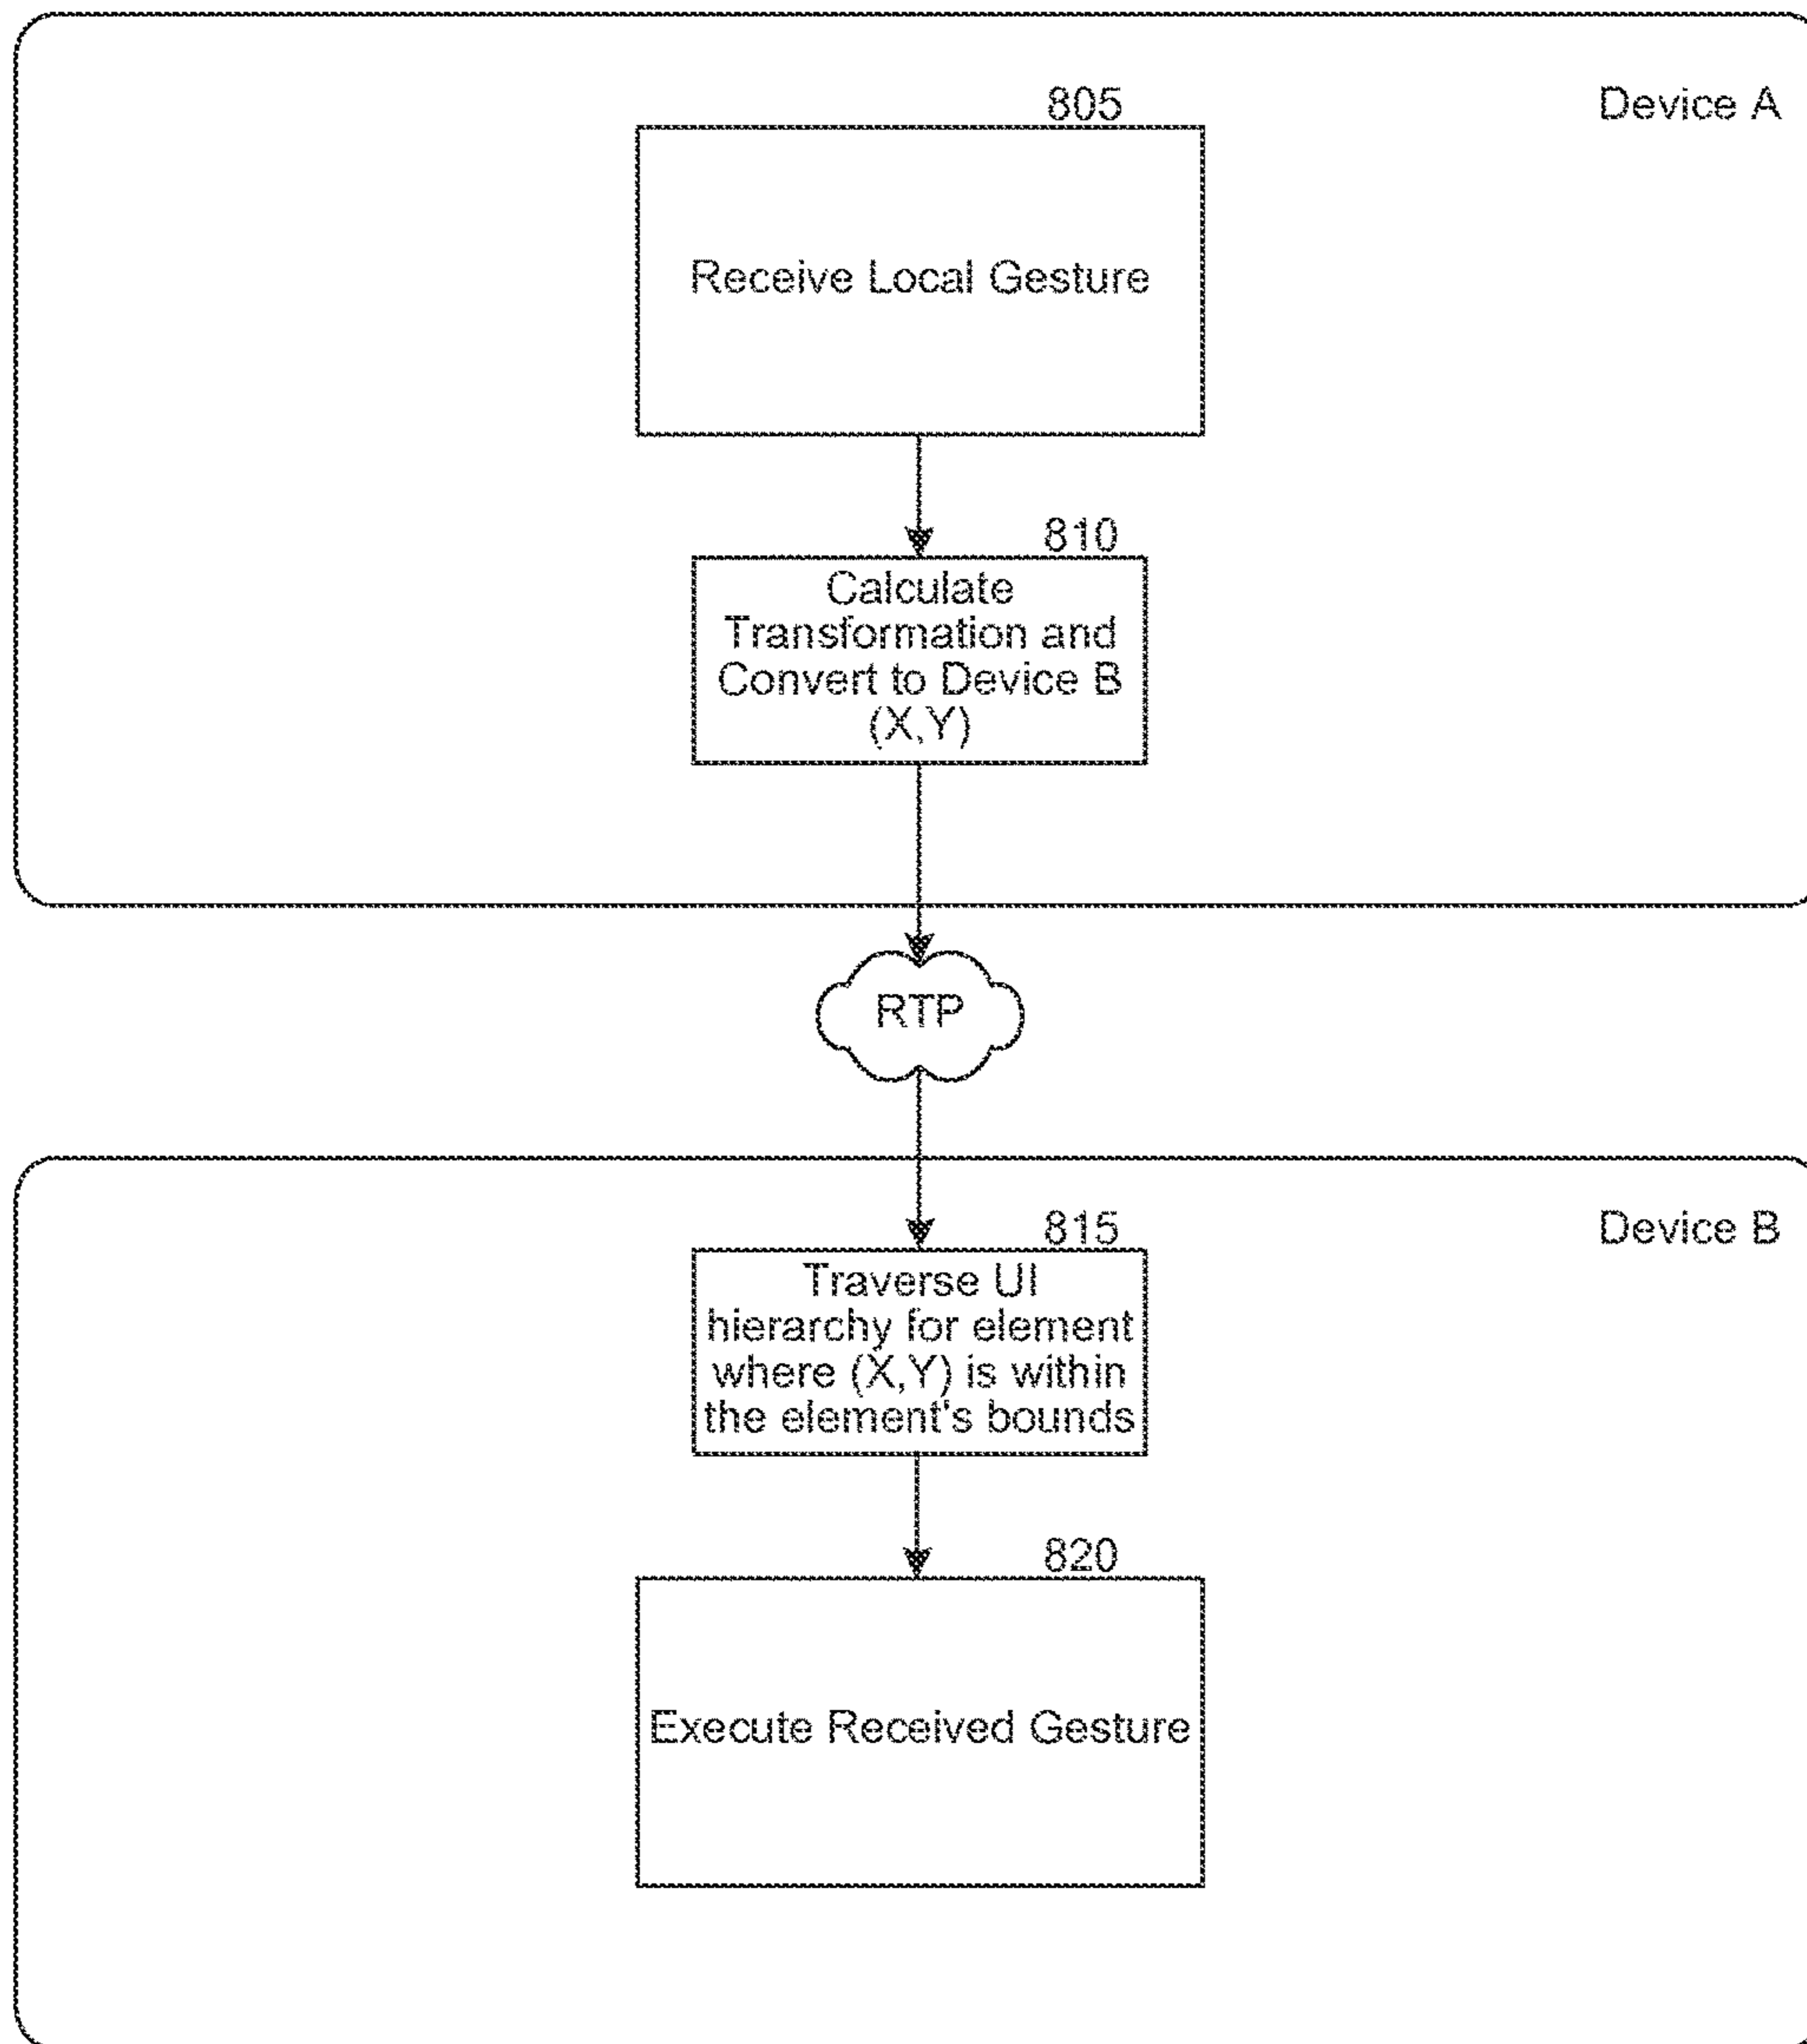 Device A
805
Receive Local Gesture
810
Calculate
Transformation and
Convert to Device B
(X,Y)
RTP
Device B
815
Traverse UI
hierarchy for element
where (X,Y) is within
the element's bounds
820
Execute Received Gesture